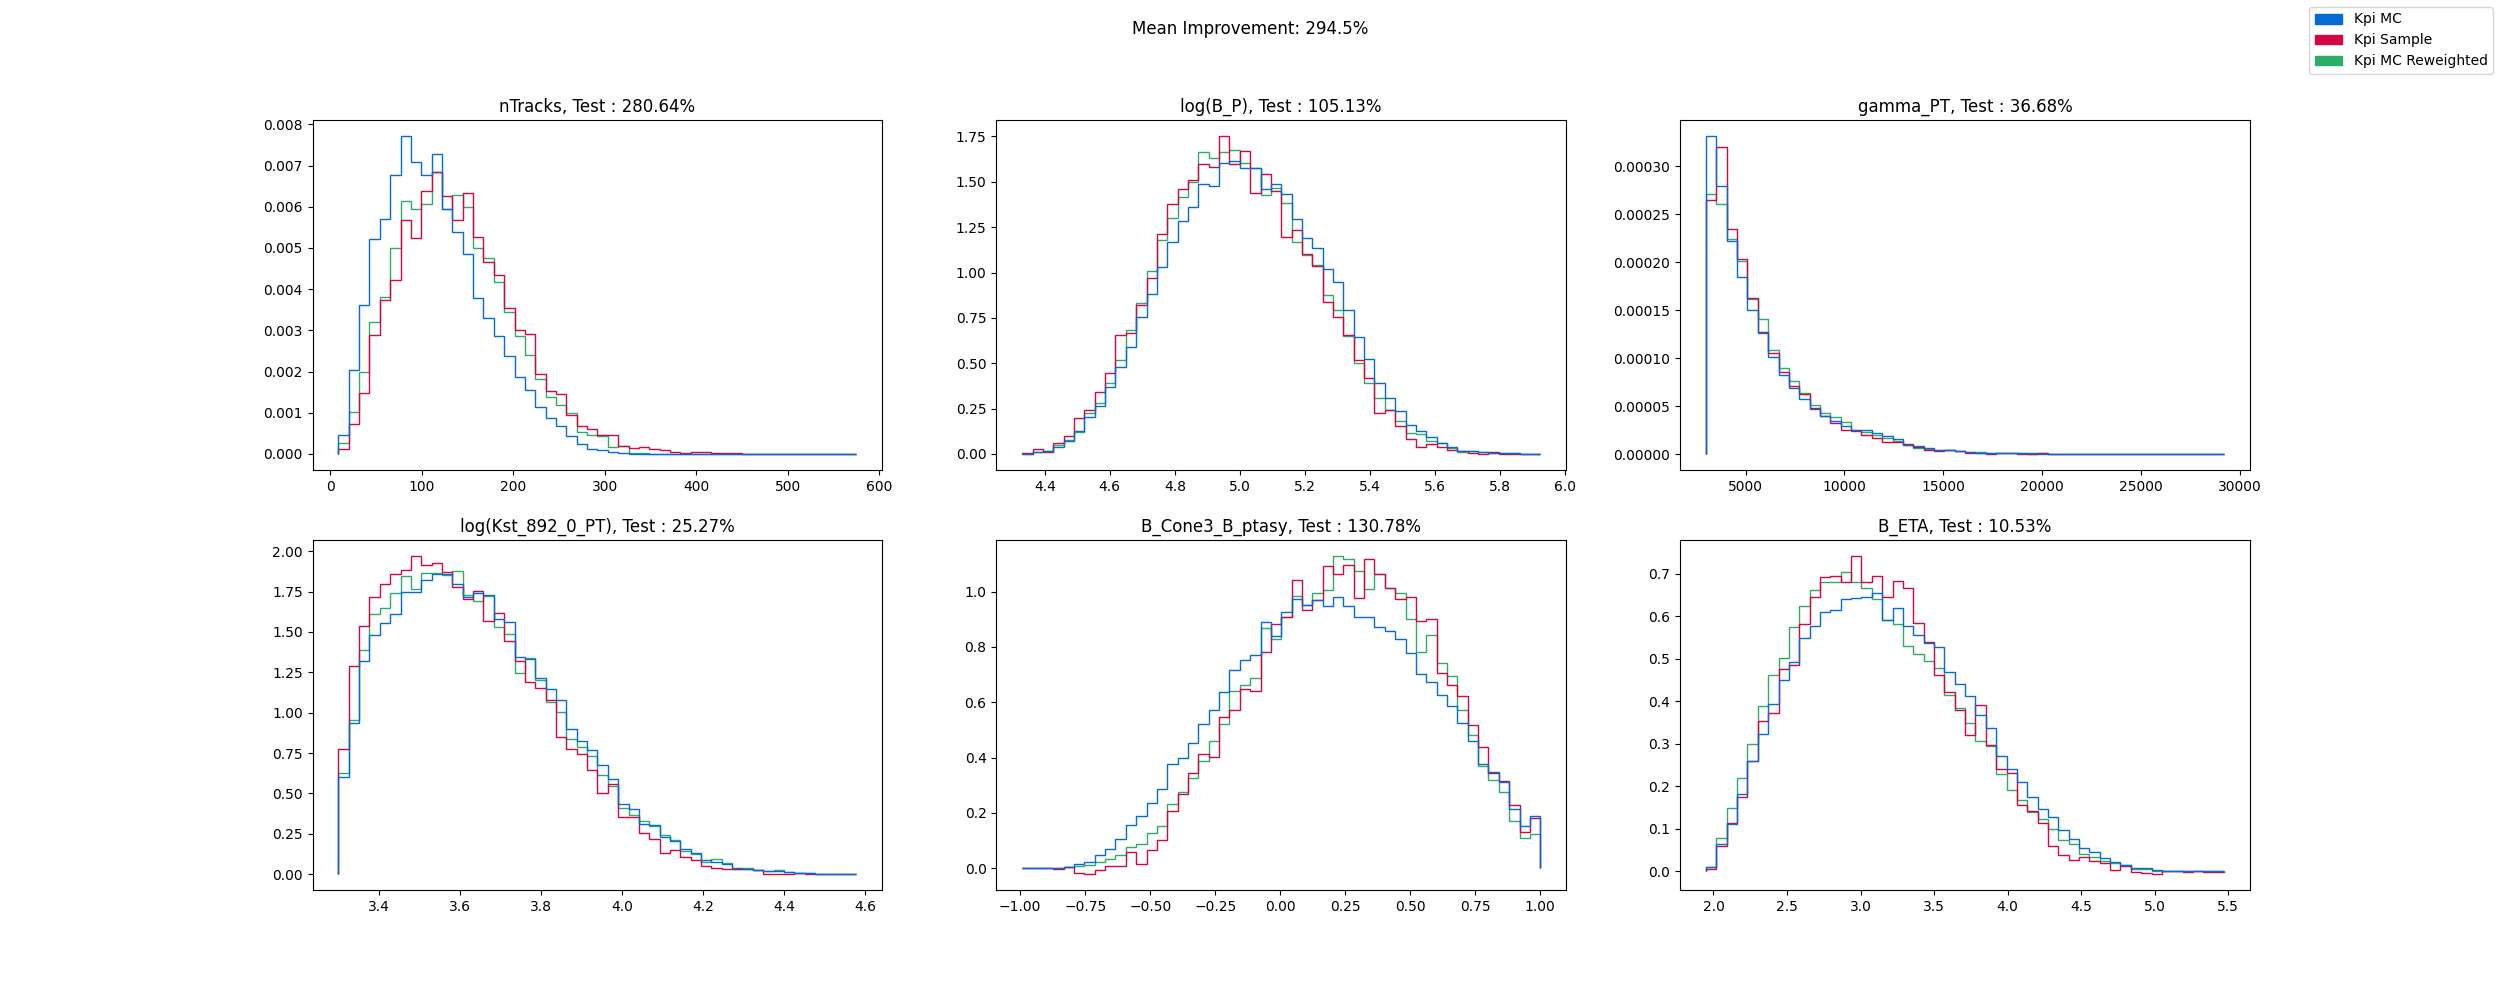 Mean Improvement: 294.5%
Kpi MC
Kpi Sample
Kpi MC Reweighted
nTracks, Test : 280.64%
0.008
0.007
0.006
0.005
0.004
0.003
0.002
0.001
0.000
0 100 200 300 400 500 600
log(B_P), Test : 105.13%
1.75
1.50
1.25
1.00
0.75
0.50
0.25
0.00
4.4 4.6 4.8 5.0 5.2 5.4 5.6 5.8 6.0
gamma_PT, Test : 36.68%
0.00030
0.00025
0.00020
0.00015
0.00010
0.00005
0.00000
5000 10000 15000 20000 25000 30000
log(Kst_892_0_PT), Test : 25.27%
2.00
1.75
1.50
1.25
1.00
0.75
0.50
0.25
0.00
3.4 3.6 3.8 4.0 4.2 4.4 4.6
B_Cone3_B_ptasy, Test : 130.78%
1.0
0.8
0.6
0.4
0.2
0.0
−1.00 −0.75 −0.50 −0.25 0.00 0.25 0.50 0.75 1.00
B_ETA, Test : 10.53%
0.7
0.6
0.5
0.4
0.3
0.2
0.1
0.0
2.0 2.5 3.0 3.5 4.0 4.5 5.0 5.5